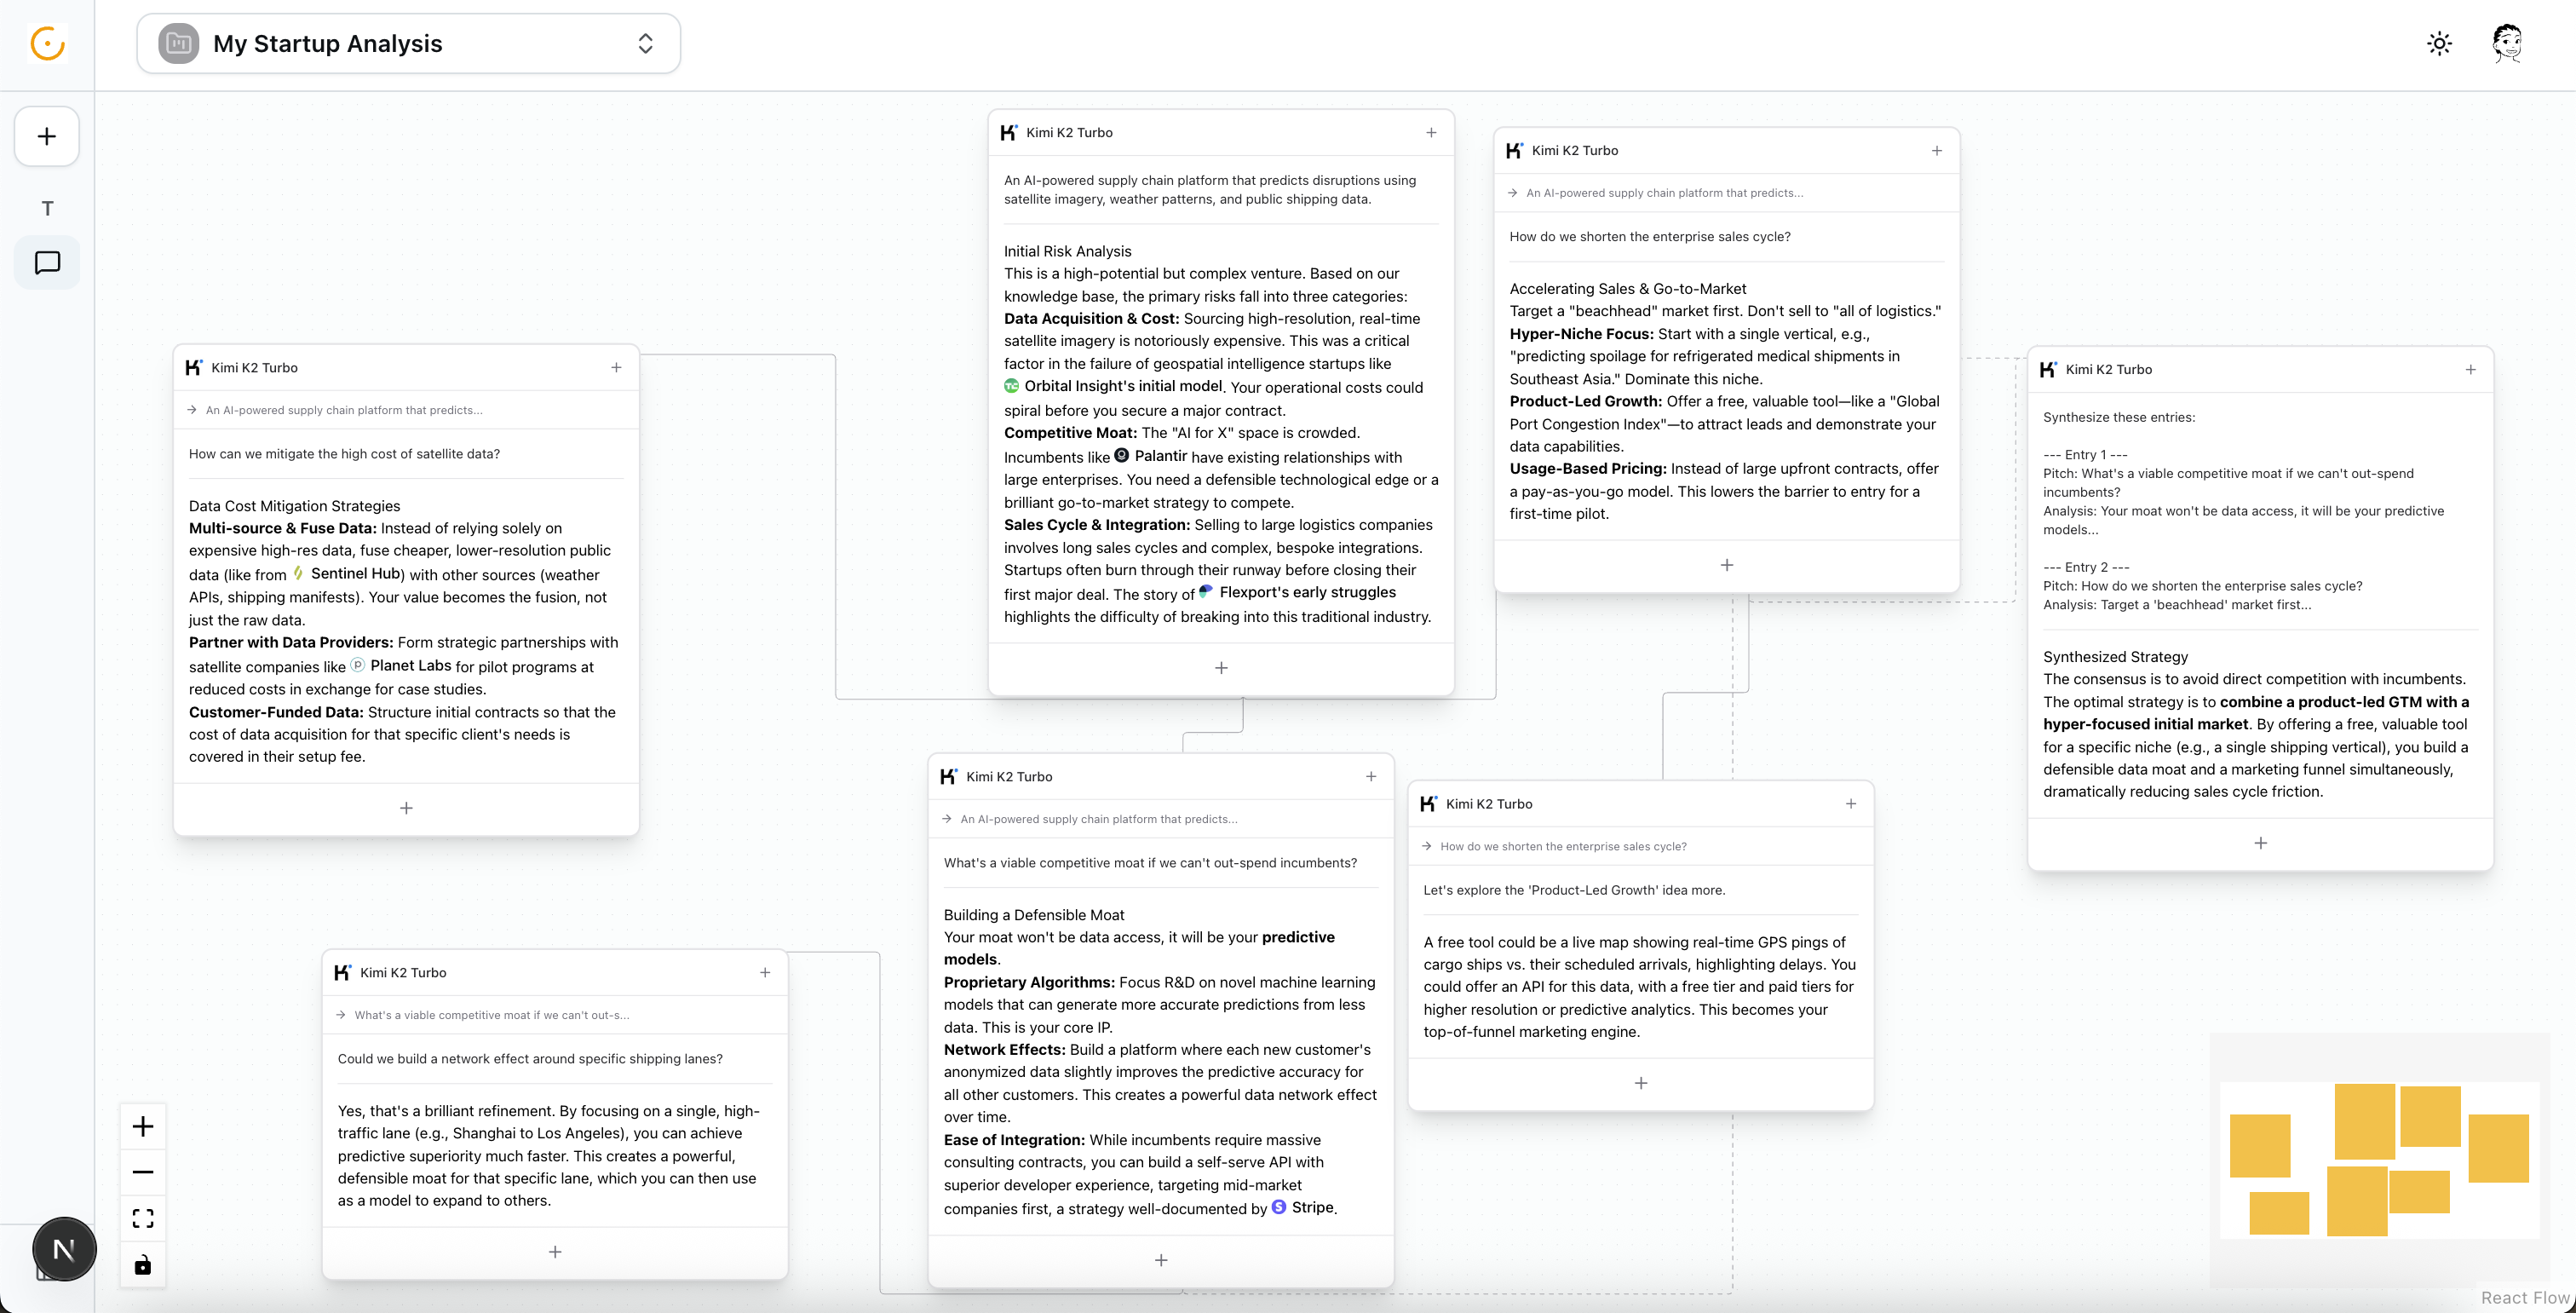 My Startup Analysis
T
Kimi K2 Turbo
An AI-powered supply chain platform that predicts disruptions using
satellite imagery, weather patterns, and public shipping data.
Initial Risk Analysis
This is a high-potential but complex venture. Based on our
knowledge base, the primary risks fall into three categories:
Data Acquisition & Cost: Sourcing high-resolution, real-time
satellite imagery is notoriously expensive. This was a critical
factor in the failure of geospatial intelligence startups like
Orbital Insight's initial model. Your operational costs could
spiral before you secure a major contract.
Competitive Moat: The "AI for X" space is crowded.
Incumbents like Palantir have existing relationships with
large enterprises. You need a defensible technological edge or a
brilliant go-to-market strategy to compete.
Sales Cycle & Integration: Selling to large logistics companies
involves long sales cycles and complex, bespoke integrations.
Startups often burn through their runway before closing their
first major deal. The story of Flexport's early struggles
highlights the difficulty of breaking into this traditional industry.
Kimi K2 Turbo
→ An AI-powered supply chain platform that predicts...
How do we shorten the enterprise sales cycle?
Accelerating Sales & Go-to-Market
Target a "beachhead" market first. Don't sell to "all of logistics."
Hyper-Niche Focus: Start with a single vertical, e.g.,
"predicting spoilage for refrigerated medical shipments in
Southeast Asia." Dominate this niche.
Product-Led Growth: Offer a free, valuable tool—like a "Global
Port Congestion Index"—to attract leads and demonstrate your
data capabilities.
Usage-Based Pricing: Instead of large upfront contracts, offer
a pay-as-you-go model. This lowers the barrier to entry for a
first-time pilot.
Kimi K2 Turbo
→ An AI-powered supply chain platform that predicts...
How can we mitigate the high cost of satellite data?
Data Cost Mitigation Strategies
Multi-source & Fuse Data: Instead of relying solely on
expensive high-res data, fuse cheaper, lower-resolution public
data (like from Sentinel Hub) with other sources (weather
APIs, shipping manifests). Your value becomes the fusion, not
just the raw data.
Partner with Data Providers: Form strategic partnerships with
satellite companies like Planet Labs for pilot programs at
reduced costs in exchange for case studies.
Customer-Funded Data: Structure initial contracts so that the
cost of data acquisition for that specific client's needs is
covered in their setup fee.
Kimi K2 Turbo
Synthesize these entries:
--- Entry 1 ---
Pitch: What's a viable competitive moat if we can't out-spend
incumbents?
Analysis: Your moat won't be data access, it will be your predictive
models...
--- Entry 2 ---
Pitch: How do we shorten the enterprise sales cycle?
Analysis: Target a 'beachhead' market first...
Synthesized Strategy
The consensus is to avoid direct competition with incumbents.
The optimal strategy is to combine a product-led GTM with a
hyper-focused initial market. By offering a free, valuable tool
for a specific niche (e.g., a single shipping vertical), you build a
defensible data moat and a marketing funnel simultaneously,
dramatically reducing sales cycle friction.
Kimi K2 Turbo
→ An AI-powered supply chain platform that predicts...
What's a viable competitive moat if we can't out-spend incumbents?
Building a Defensible Moat
Your moat won't be data access, it will be your predictive
models.
Proprietary Algorithms: Focus R&D on novel machine learning
models that can generate more accurate predictions from less
data. This is your core IP.
Network Effects: Build a platform where each new customer's
anonymized data slightly improves the predictive accuracy for
all other customers. This creates a powerful data network effect
over time.
Ease of Integration: While incumbents require massive
consulting contracts, you can build a self-serve API with
superior developer experience, targeting mid-market
companies first, a strategy well-documented by Stripe.
Kimi K2 Turbo
→ How do we shorten the enterprise sales cycle?
Let's explore the 'Product-Led Growth' idea more.
A free tool could be a live map showing real-time GPS pings of
cargo ships vs. their scheduled arrivals, highlighting delays. You
could offer an API for this data, with a free tier and paid tiers for
higher resolution or predictive analytics. This becomes your
top-of-funnel marketing engine.
Kimi K2 Turbo
→ What's a viable competitive moat if we can't out-s...
Could we build a network effect around specific shipping lanes?
Yes, that's a brilliant refinement. By focusing on a single, high-
traffic lane (e.g., Shanghai to Los Angeles), you can achieve
predictive superiority much faster. This creates a powerful,
defensible moat for that specific lane, which you can then use
as a model to expand to others.
N
React Flow